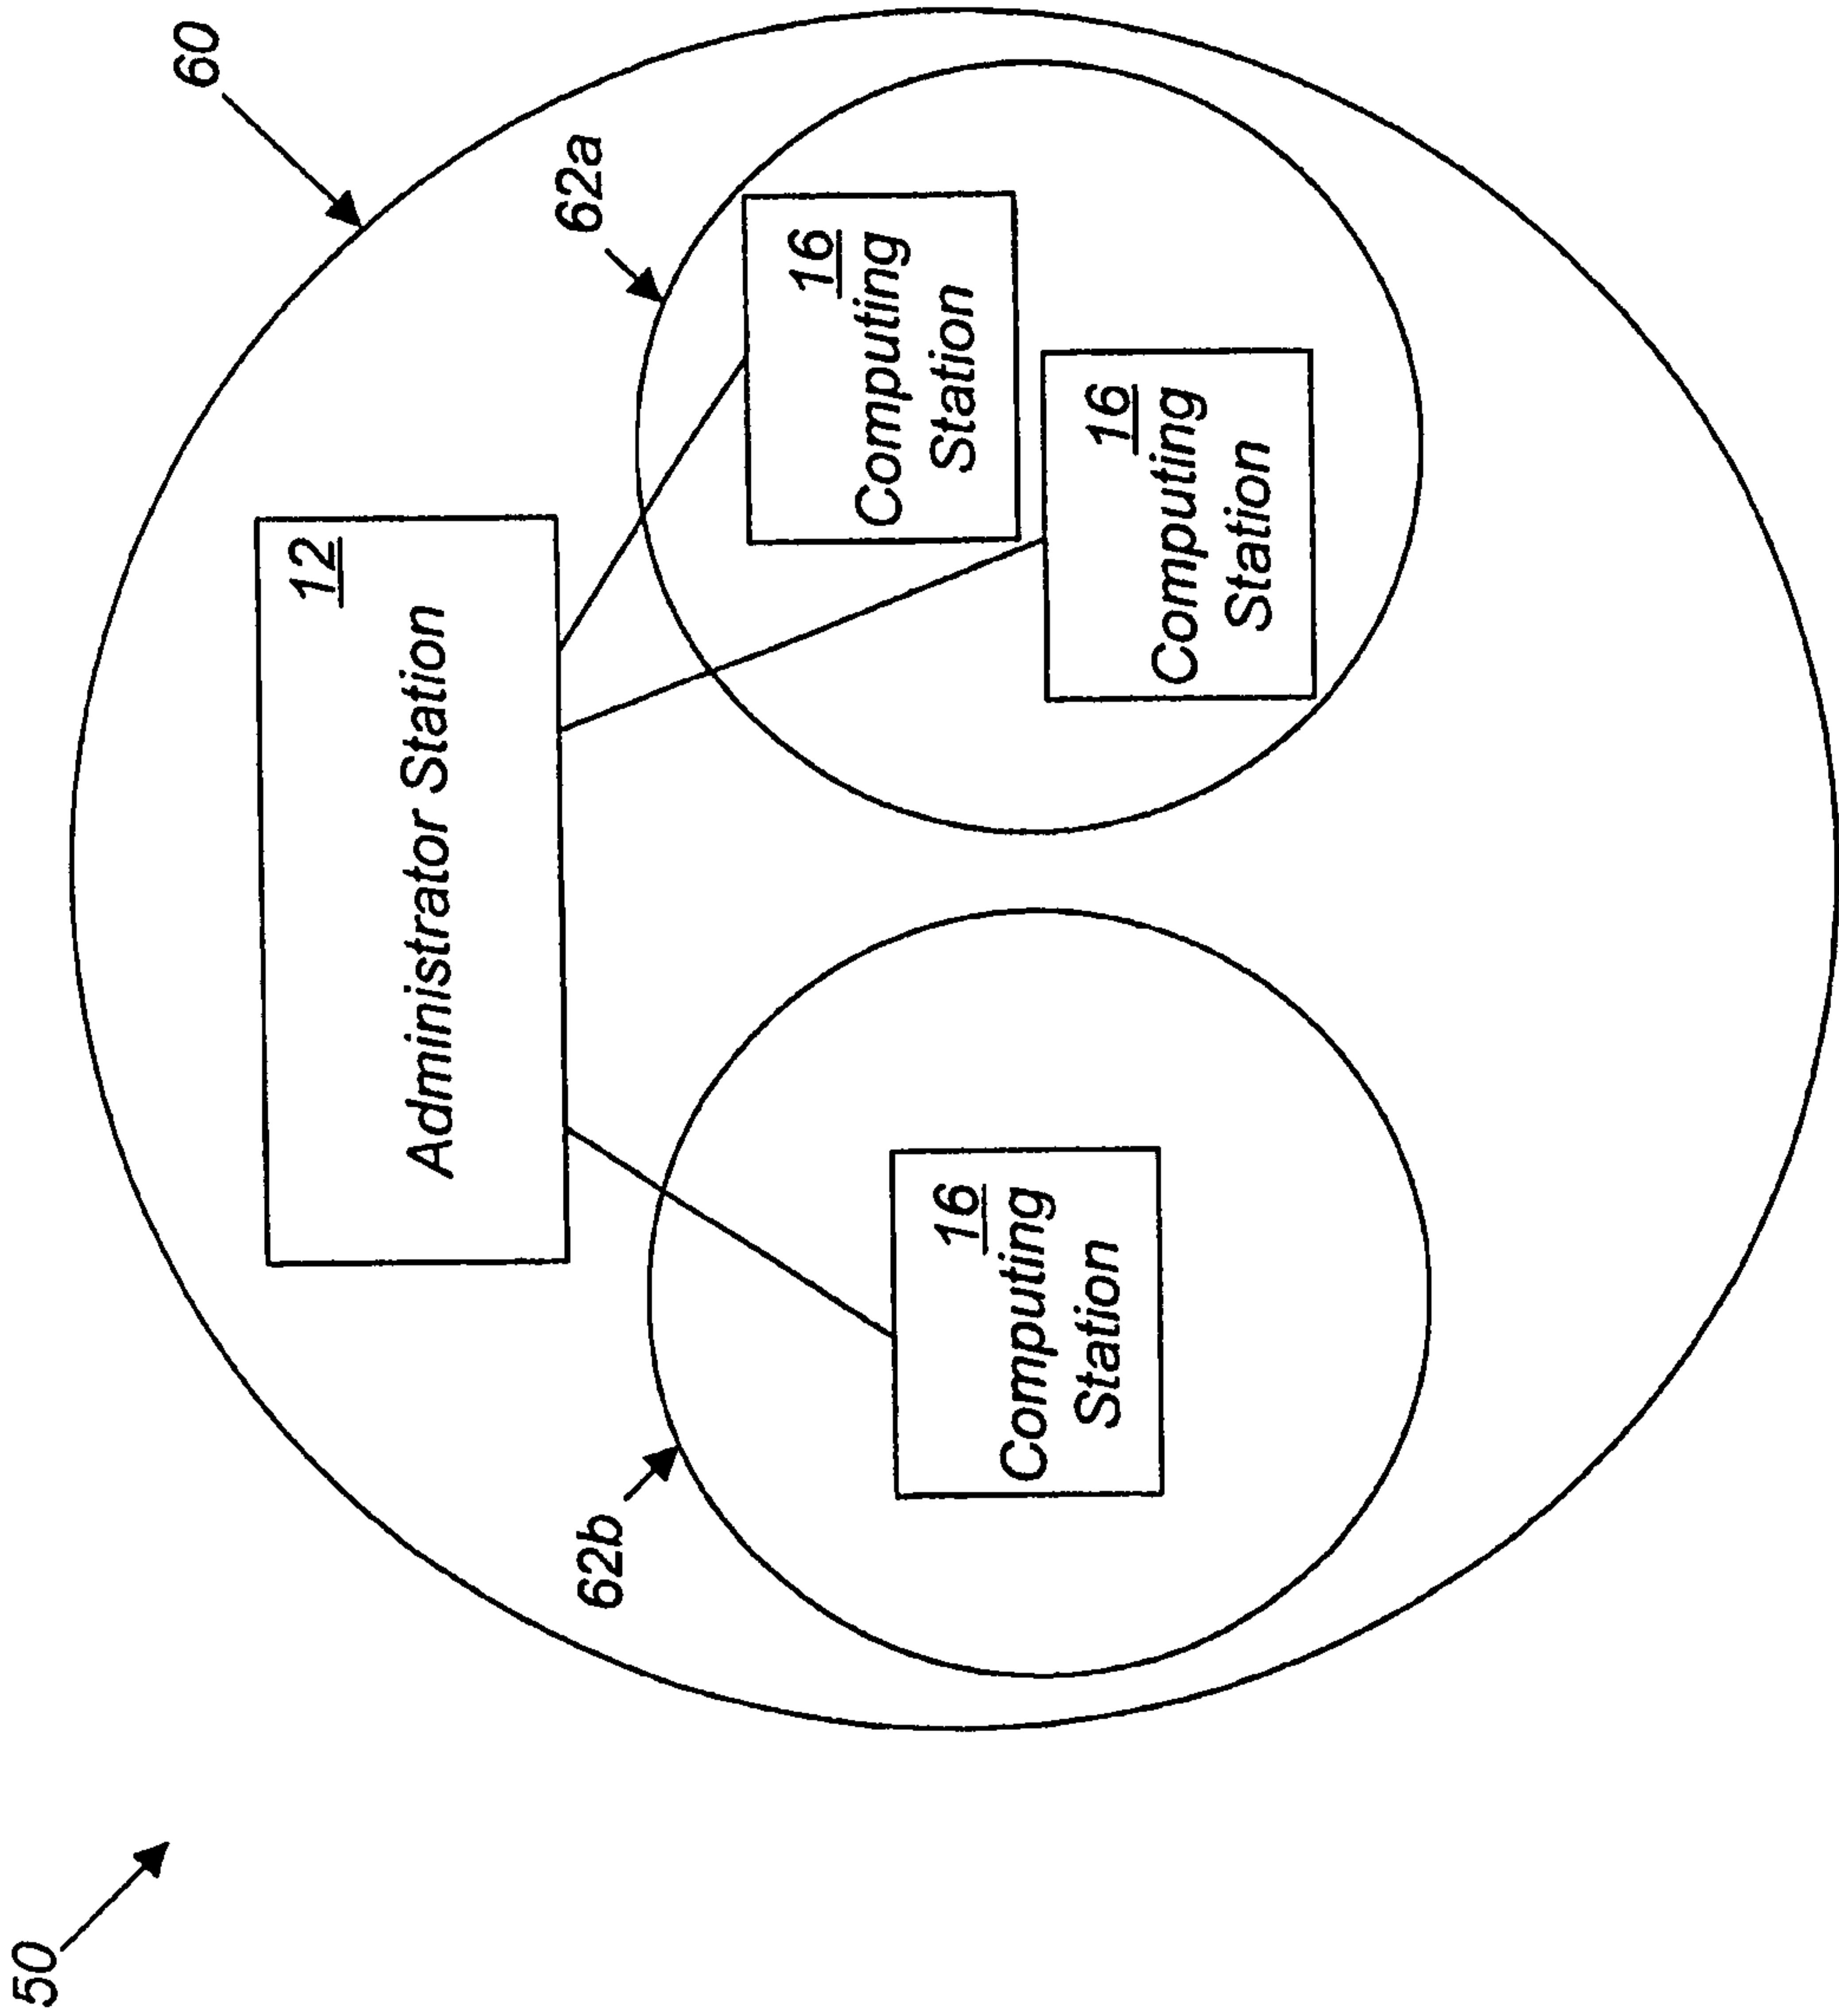 50
60
12
Administrator Station
62b
62a
16
Computing
Station
16
Computing
Station
16
Computing
Station